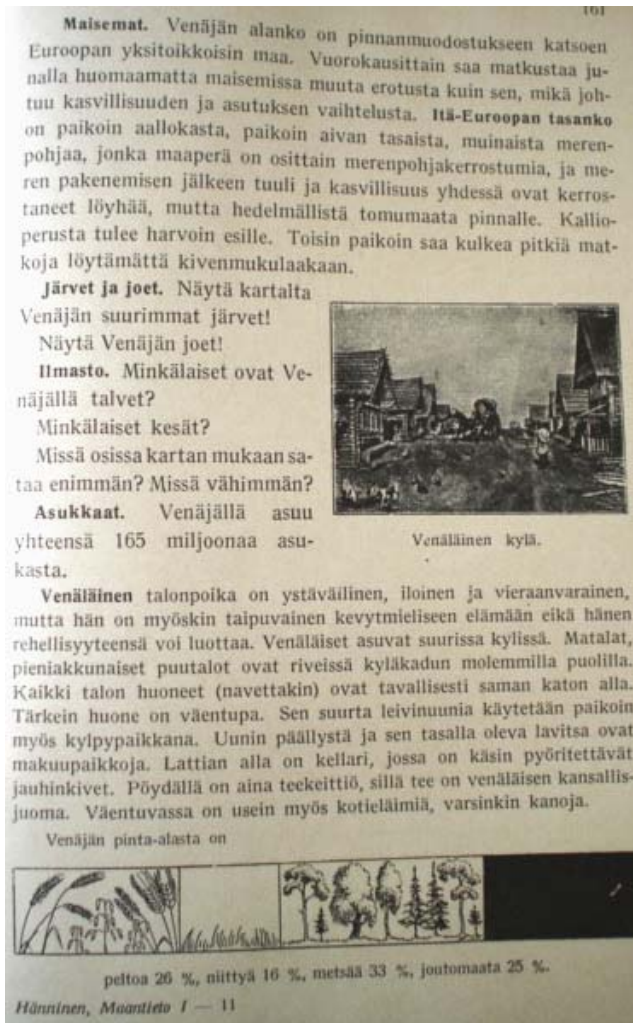 161
Maisemat. Venäjän alanko on pinnanmuodostukseen katsoen
Euroopan yksitoikkoisin maa. Vuorokausittain saa matkustaa ju-
nalla huomaamatta maisemissa muuta erotusta kuin sen, mikä joh-
tuu kasvillisuuden ja asutuksen vaihtelusta. Itä-Euroopan tasanko
on paikoin aallokasta, paikoin aivan tasaista, muinaista meren-
pohjaa, jonka maaperä on osittain merenpohjakerrostumia, ja me-
ren pakenemisen jälkeen tuuli ja kasvillisuus yhdessä ovat kerros-
taneet löyhää, mutta hedelmällistä tomumaata pinnalle. Kallio-
perusta tulee harvoin esille. Toisin paikoin saa kulkea pitkiä mat-
koja löytämättä kivenmukulaakaan.
Järvet ja joet. Näytä kartalta
Venäjän suurimmat järvet!
Näytä Venäjän joet!
Ilmasto. Minkälaiset ovat Ve-
näjällä talvet?
Minkälaiset kesät?
Missä osissa kartan mukaan sa-
taa enimmän? Missä vähimmän?
Asukkaat. Venäjällä asuu
yhteensä 165 miljoonaa asu-
kasta.
Venäläinen kylä.
Venäläinen talonpoika on ystäväilinen, iloinen ja vieraanvarainen,
mutta hän on myöskin taipuvainen kevytmieliseen elämään eikä hänen
rehellisyyteensä voi luottaa. Venäläiset asuvat suurissa kylissä. Matalat,
pieniakkunaiset puutalot ovat riveissä kyläkadun molemmilla puolilla.
Kaikki talon huoneet (navettakin) ovat tavallisesti saman katon alla.
Tärkein huone on väentupa. Sen suurta leivinuunia käytetään paikoin
myös kylpypaikkana. Uunin päällystä ja sen tasalla oleva lavitsa ovat
makuupaikkoja. Lattian alla on kellari, jossa on käsin pyöritettävät
jauhinkivet. Pöydällä on aina teekeittiö, sillä tee on venäläisen kansallis-
juoma. Väentuvassa on usein myös kotieläimiä, varsinkin kanoja.
Venäjän pinta-alasta on
peltoa 26 %, niittyä 16 %, metsää 33 %, joutomaata 25 %.
Hänninen, Maantieto I — 11